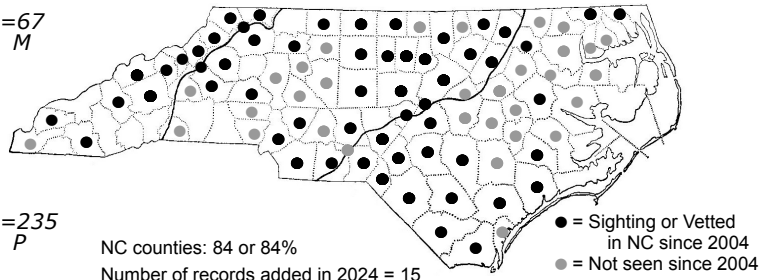 =67
M
=235
P
NC counties: 84 or 84%
Number of records added in 2024 = 15
● = Sighting or Vetted
in NC since 2004
● = Not seen since 2004